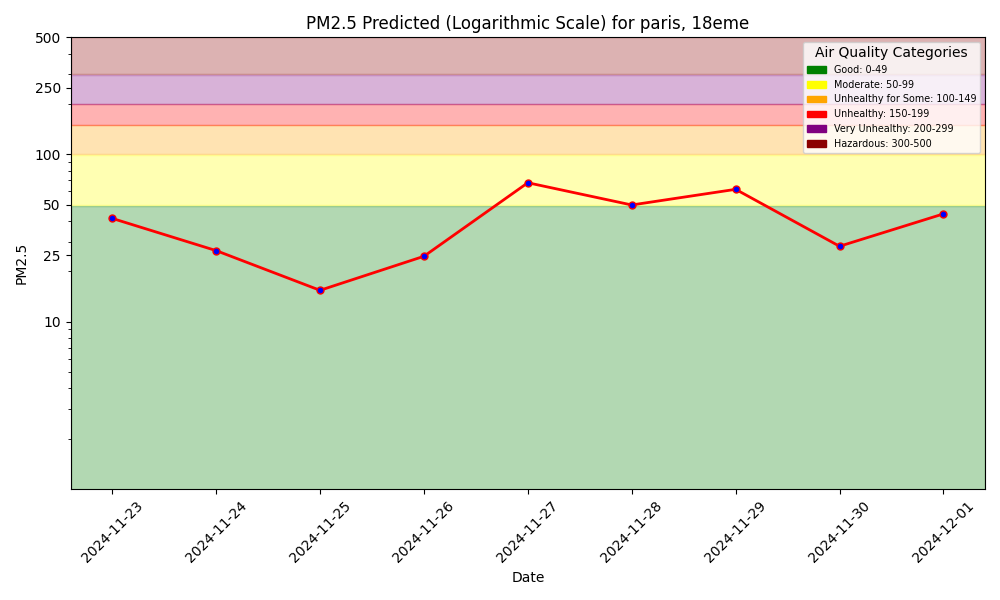 PM2.5 Predicted (Logarithmic Scale) for paris, 18eme
Air Quality Categories
Good: 0-49
Moderate: 50-99
Unhealthy for Some: 100-149
Unhealthy: 150-199
Very Unhealthy: 200-299
Hazardous: 300-500
500
250
100
50
25
10
PM2.5
2024-11-23
2024-11-24
2024-11-25
2024-11-26
2024-11-27
2024-11-28
2024-11-29
2024-11-30
2024-12-01
Date